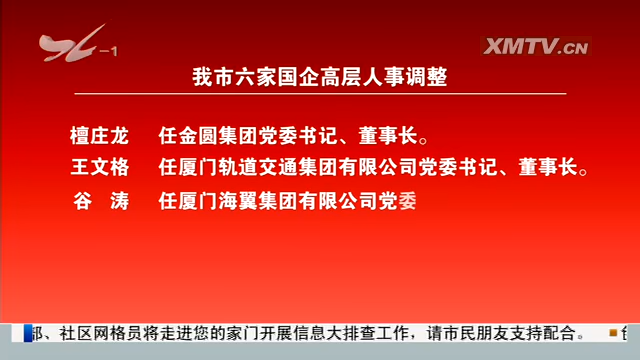 -1
XMTV.CN
我市六家国企高层人事调整
檀庄龙 任金圆集团党委书记、董事长。
王文格 任厦门轨道交通集团有限公司党委书记、董事长。
谷 涛 任厦门海翼集团有限公司党委
部、社区网格员将走进您的家门开展信息大排查工作，请市民朋友支持配合。